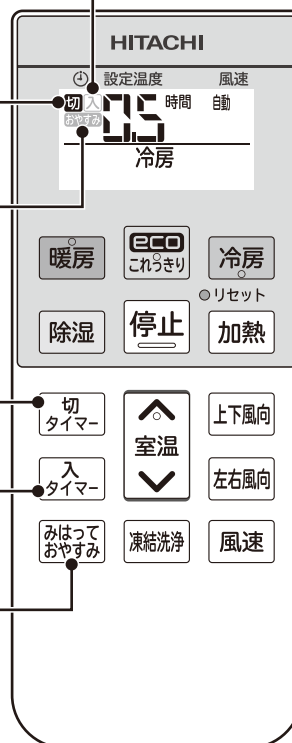 HITACHI
設定温度 風速
切 入 0.5 時間 自動
おやすみ
冷房
暖房 eco これっきり 冷房
リセット
除湿 停止 加熱
切タイマー 室温 上下風向
入タイマー 左右風向
みはっておやすみ 凍結洗浄 風速